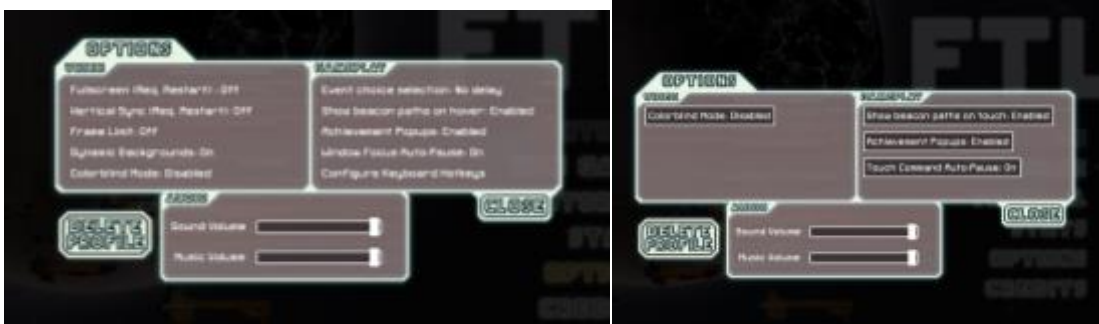 FTL
OPTIONS
VIDEO
Fullscreen (Req. Restart): Off
Vertical Sync (Req. Restart): Off
Frame Limit: Off
Dynamic Backgrounds: On
Colorblind Mode: Disabled
GAMEPLAY
Event choice selection: No delay
Show beacon paths on hover: Enabled
Achievement Popups: Enabled
Window Focus Auto-Pause: On
Configure Keyboard Hotkeys
AUDIO
Sound Volume
Music Volume
DELETE
PROFILE
CLOSE
FTL
OPTIONS
VIDEO
Colorblind Mode: Disabled
GAMEPLAY
Show beacon paths on touch: Enabled
Achievement Popups: Enabled
Touch Command Auto-Pause: On
AUDIO
Sound Volume
Music Volume
DELETE
PROFILE
CLOSE
STATS
OPTIONS
CREDITS